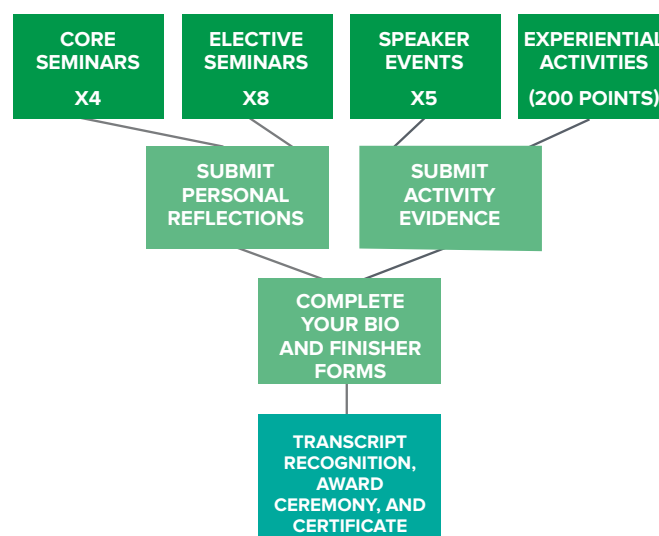 CORE
SEMINARS
X4
ELECTIVE
SEMINARS
X8
SPEAKER
EVENTS
X5
EXPERIENTIAL
ACTIVITIES
(200 POINTS)
SUBMIT
PERSONAL
REFLECTIONS
SUBMIT
ACTIVITY
EVIDENCE
COMPLETE
YOUR BIO
AND FINISHER
FORMS
TRANSCRIPT
RECOGNITION,
AWARD
CEREMONY, AND
CERTIFICATE